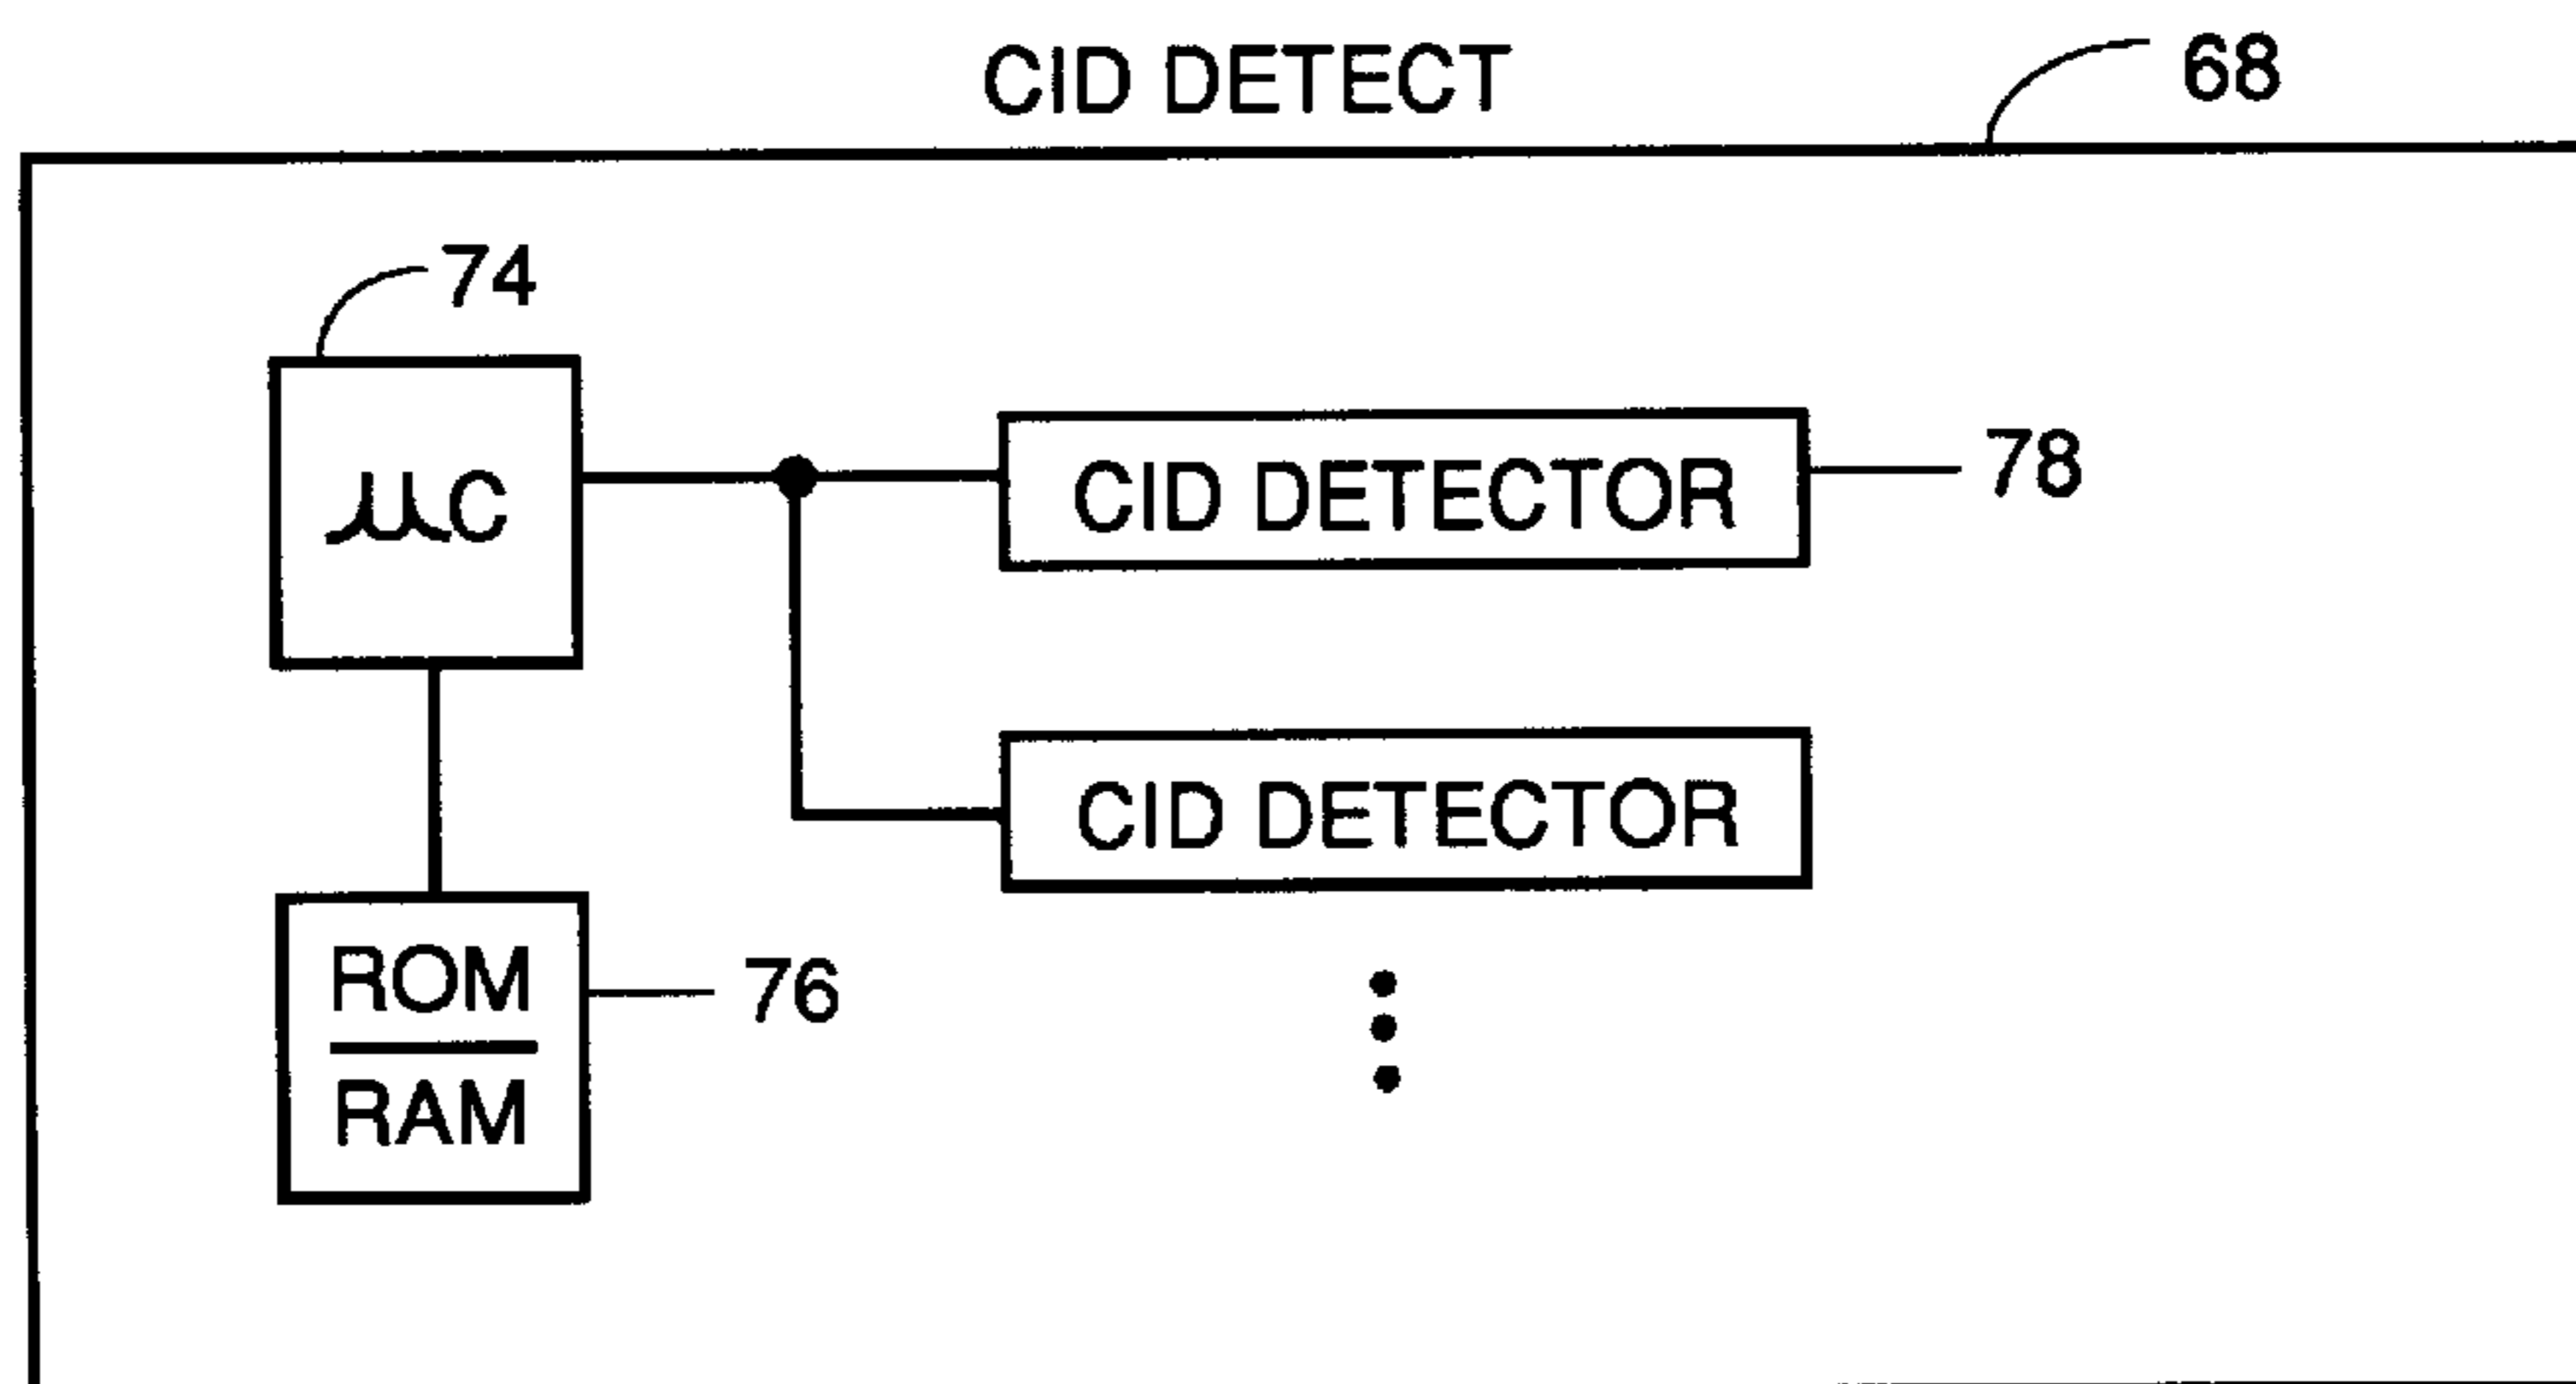 CID DETECT
68
74
μC
CID DETECTOR
78
CID DETECTOR
ROM
RAM
76